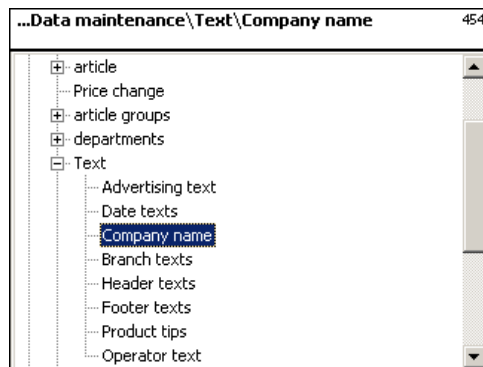 ...Data maintenance\Text\Company name 454
article
Price change
article groups
departments
Text
Advertising text
Date texts
Company name
Branch texts
Header texts
Footer texts
Product tips
Operator text